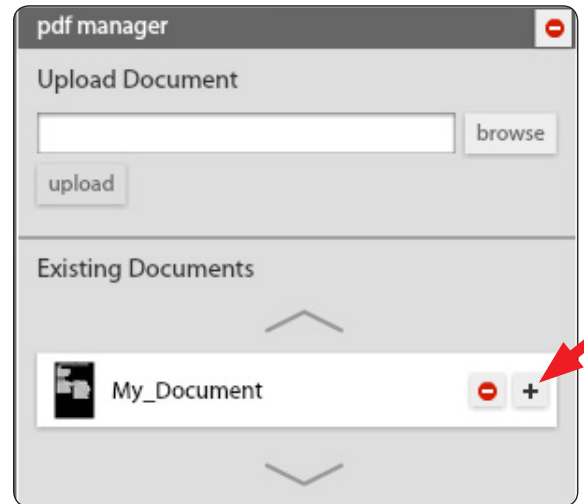 pdf manager
Upload Document
browse
upload
Existing Documents
My_Document